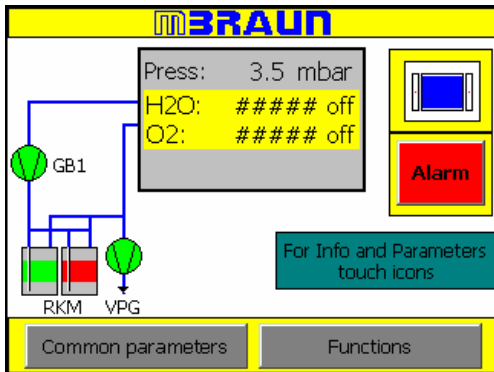 MBRAUN
Press: 3.5 mbar
H2O: ##### off
O2: ##### off
GB1
Alarm
For Info and Parameters
touch icons
RKM VPG
Common parameters Functions